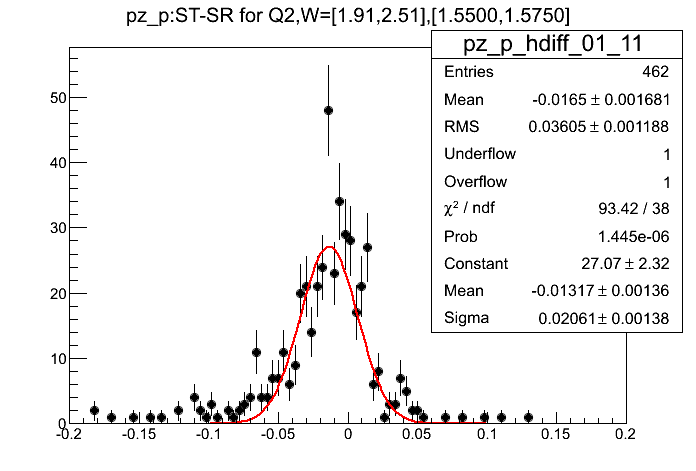 pz_p:ST-SR for Q2,W=[1.91,2.51],[1.5500,1.5750]
pz_p_hdiff_01_11
Entries 462
Mean -0.0165 ± 0.001681
RMS 0.03605 ± 0.001188
Underflow 1
Overflow 1
χ² / ndf 93.42 / 38
Prob 1.445e-06
Constant 27.07 ± 2.32
Mean -0.01317 ± 0.00136
Sigma 0.02061 ± 0.00138
50
40
30
20
10
0
-0.2 -0.15 -0.1 -0.05 0 0.05 0.1 0.15 0.2